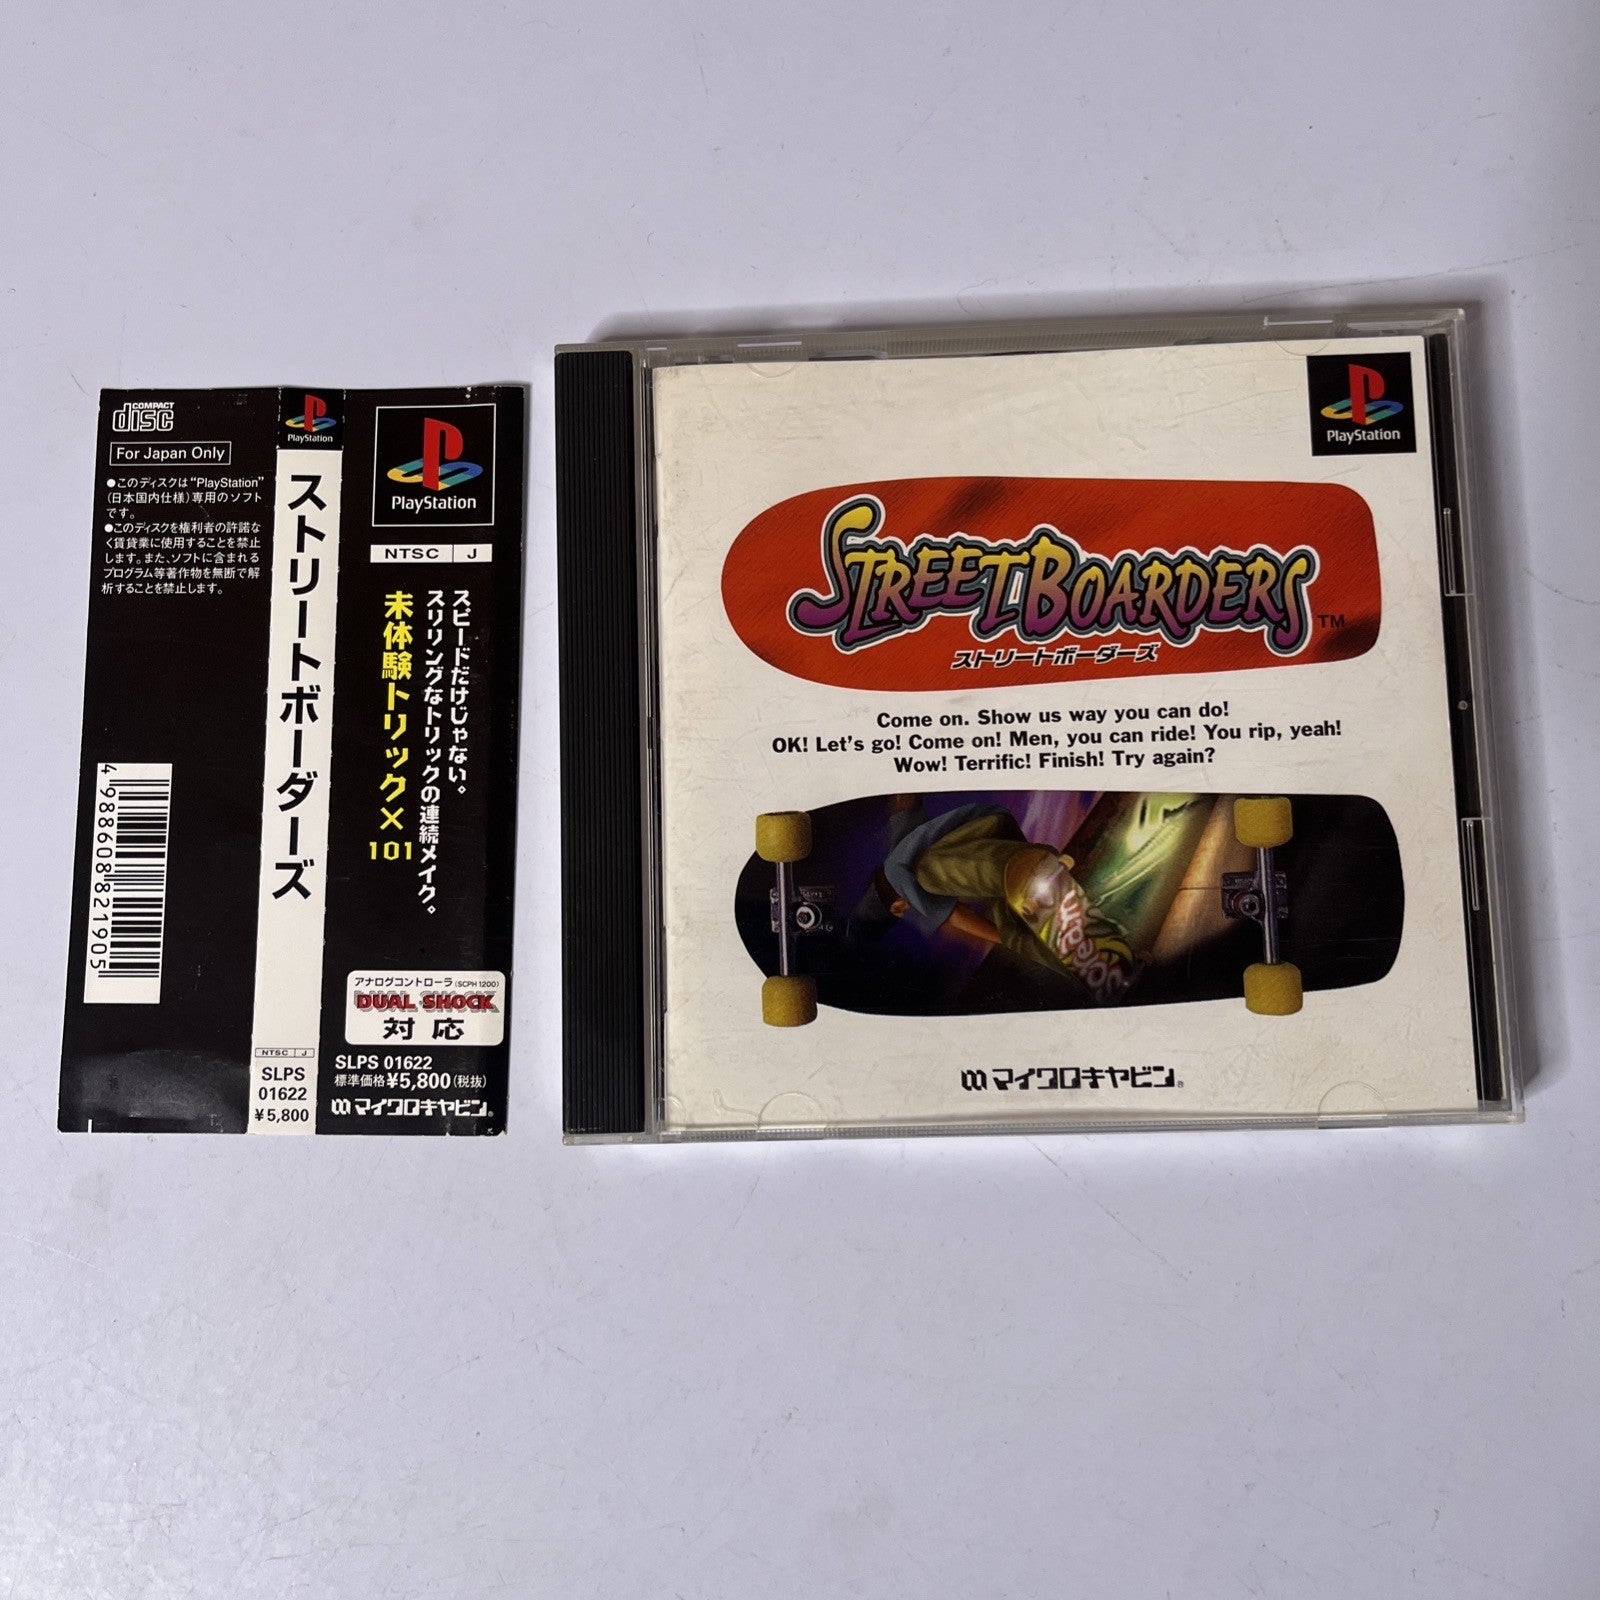 COMPACT
disc
For Japan Only
●このディスクは“PlayStation”
(日本国内仕様)専用のソフト
です。
●このディスクを権利者の許諾な
く賃貸業に使用することを禁止
します。また、ソフトに含まれる
プログラム等著作物を無断で解
析することを禁止します。
4 988608 821905
PlayStation
ストリートボーダーズ
NTSC J
SLPS
01622
¥5,800
PlayStation
NTSC J
スピードだけじゃない。
スリリングなトリックの連続メイク。
未体験トリック×101
アナログコントローラ(SCPH 1200)
DUAL SHOCK
対応
SLPS 01622
標準価格¥5,800(税抜)
マイクロキャビン®
PlayStation
STREET BOARDERS™
ストリートボーダーズ
Come on. Show us way you can do!
OK! Let's go! Come on! Men, you can ride! You rip, yeah!
Wow! Terrific! Finish! Try again?
マイクロキャビン®